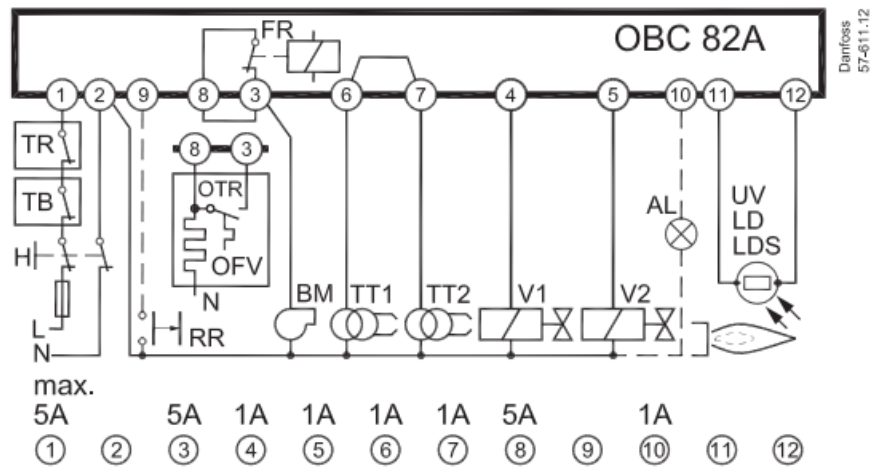 FR
OBC 82A
Danfoss
57-611.12
1 2 9 8 3 6 7 4 5 10 11 12
TR
8 3
OTR
TB
OFV
AL
UV
LD
LDS
H
N
BM TT1 TT2 V1 V2
L
RR
N
max.
5A 5A 1A 1A 1A 1A 5A 1A
1 2 3 4 5 6 7 8 9 10 11 12